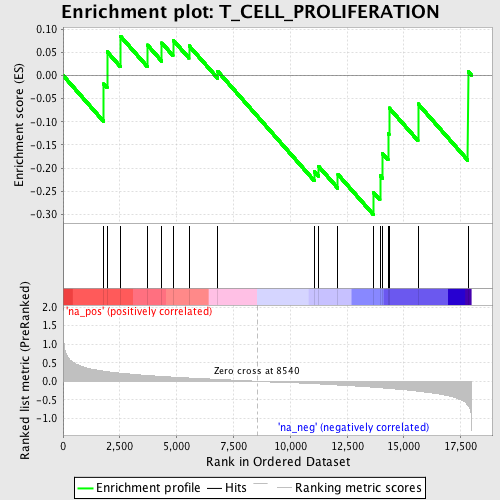 Enrichment plot: T_CELL_PROLIFERATION
Enrichment score (ES)
0.10
0.05
0.00
-0.05
-0.10
-0.15
-0.20
-0.25
-0.30
'na_pos' (positively correlated)
Ranked list metric (PreRanked)
2.0
1.5
1.0
0.5
0.0
-0.5
-1.0
Zero cross at 8540
'na_neg' (negatively correlated)
0 2,500 5,000 7,500 10,000 12,500 15,000 17,500
Rank in Ordered Dataset
Enrichment profile Hits Ranking metric scores